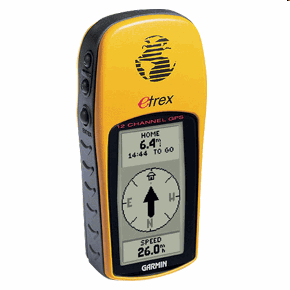 etrex
12 CHANNEL GPS
HOME
6.4
14:44 TO GO
E
W
N
SPEED
26.0
GARMIN